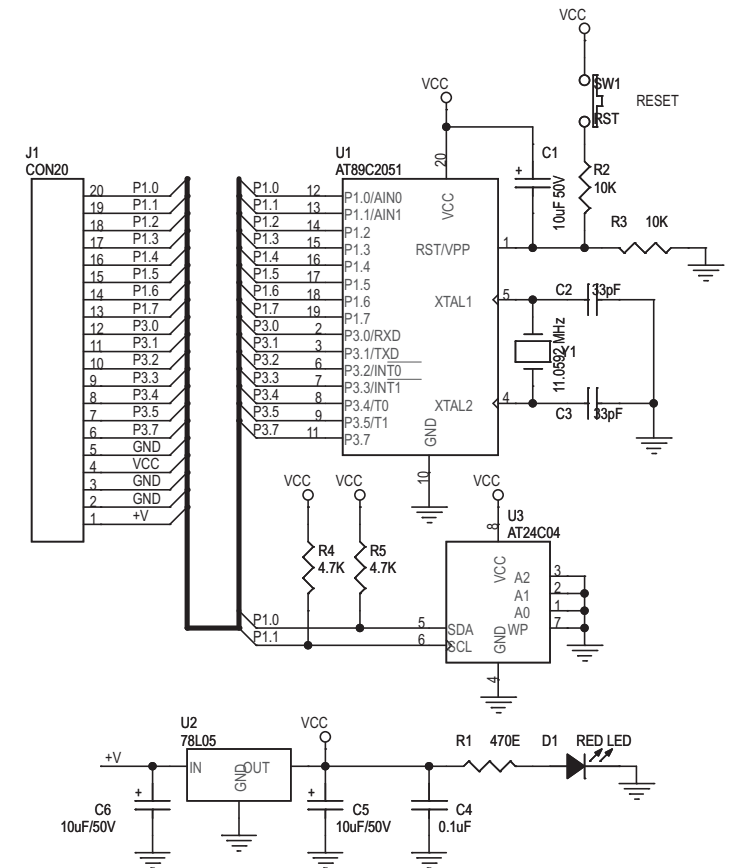 VCC
SW1
RESET
RST
VCC
J1
CON20
U1
AT89C2051
20
C1
+
10uF 50V
R2
10K
R3 10K
20 P1.0
19 P1.1
18 P1.2
17 P1.3
16 P1.4
15 P1.5
14 P1.6
13 P1.7
12 P3.0
11 P3.1
10 P3.2
9 P3.3
8 P3.4
7 P3.5
6 P3.7
5 GND
4 VCC
3 GND
2 GND
1 +V
P1.0 12 P1.0/AIN0
P1.1 13 P1.1/AIN1
P1.2 14 P1.2
P1.3 15 P1.3
P1.4 16 P1.4
P1.5 17 P1.5
P1.6 18 P1.6
P1.7 19 P1.7
P3.0 2 P3.0/RXD
P3.1 3 P3.1/TXD
P3.2 6 P3.2/INT0
P3.3 7 P3.3/INT1
P3.4 8 P3.4/T0
P3.5 9 P3.5/T1
P3.7 11 P3.7
VCC
RST/VPP 1
XTAL1 5
XTAL2 4
GND
10
C2 33pF
11.0592 MHz
Y1
C3 33pF
VCC
VCC
VCC
R4
4.7K
R5
4.7K
8
U3
AT24C04
VCC
A2 3
A1 2
A0 1
WP 7
P1.0 5 SDA
P1.1 6 SCL
GND
4
U2
78L05
VCC
+V
IN
GND
OUT
R1 470E
D1 RED LED
+
C6
10uF/50V
+
C5
10uF/50V
C4
0.1uF